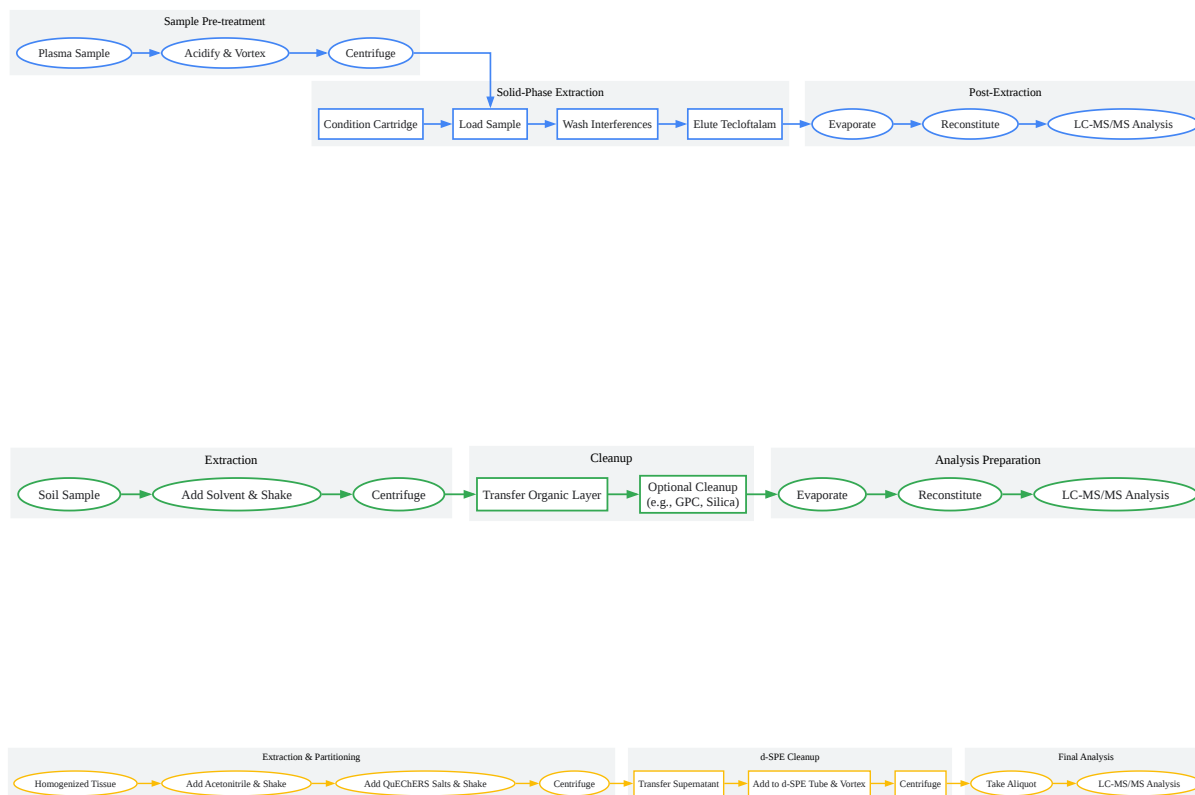 Sample Pre-treatment
Plasma Sample
Acidify & Vortex
Centrifuge
Solid-Phase Extraction
Condition Cartridge
Load Sample
Wash Interferences
Elute Tecloftalam
Post-Extraction
Evaporate
Reconstitute
LC-MS/MS Analysis
Extraction
Soil Sample
Add Solvent & Shake
Centrifuge
Cleanup
Transfer Organic Layer
Optional Cleanup
(e.g., GPC, Silica)
Analysis Preparation
Evaporate
Reconstitute
LC-MS/MS Analysis
Extraction & Partitioning
Homogenized Tissue
Add Acetonitrile & Shake
Add QuEChERS Salts & Shake
Centrifuge
d-SPE Cleanup
Transfer Supernatant
Add to d-SPE Tube & Vortex
Centrifuge
Final Analysis
Take Aliquot
LC-MS/MS Analysis